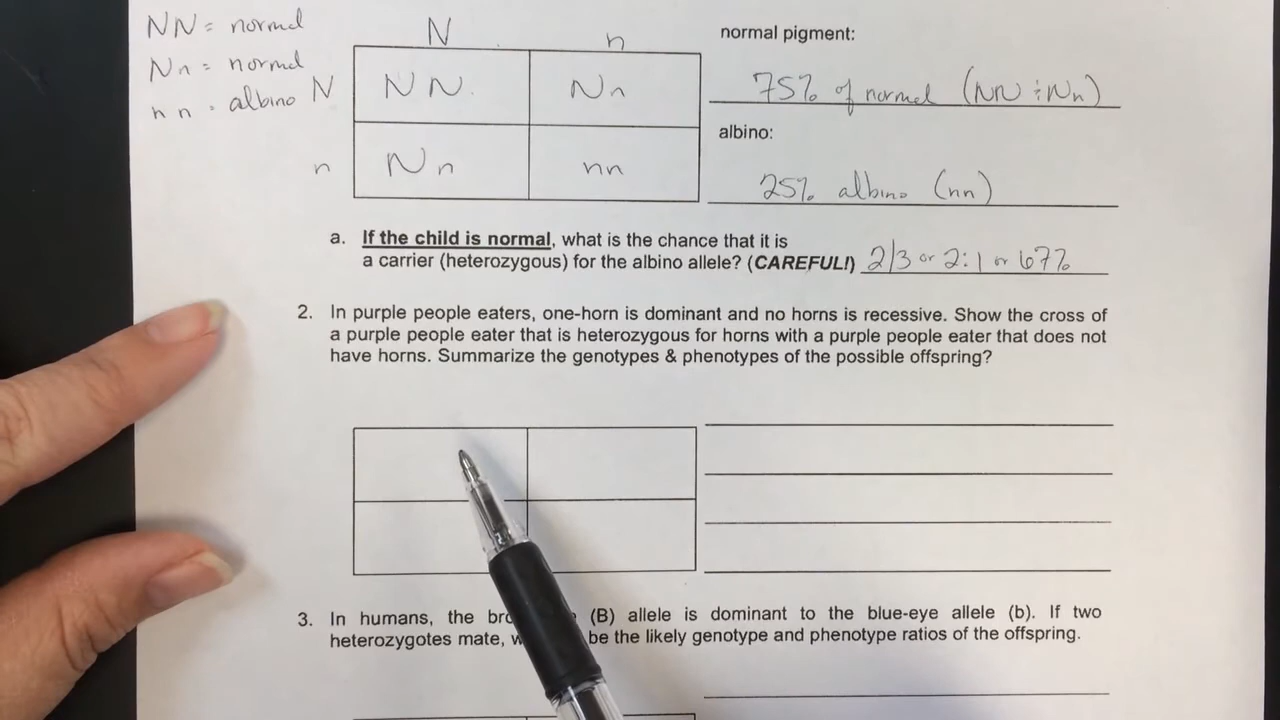 NN = normal
Nn = normal
nn = albino
N n
N NN Nn
n Nn nn
normal pigment:
75% of normal (NN ÷ Nn)
albino:
25% albino (nn)
a. If the child is normal, what is the chance that it is
a carrier (heterozygous) for the albino allele? (CAREFUL!) 2/3 or 2:1 or 67%
2. In purple people eaters, one-horn is dominant and no horns is recessive. Show the cross of
a purple people eater that is heterozygous for horns with a purple people eater that does not
have horns. Summarize the genotypes & phenotypes of the possible offspring?
3. In humans, the (B) allele is dominant to the blue-eye allele (b). If two
heterozygotes mate, be the likely genotype and phenotype ratios of the offspring.